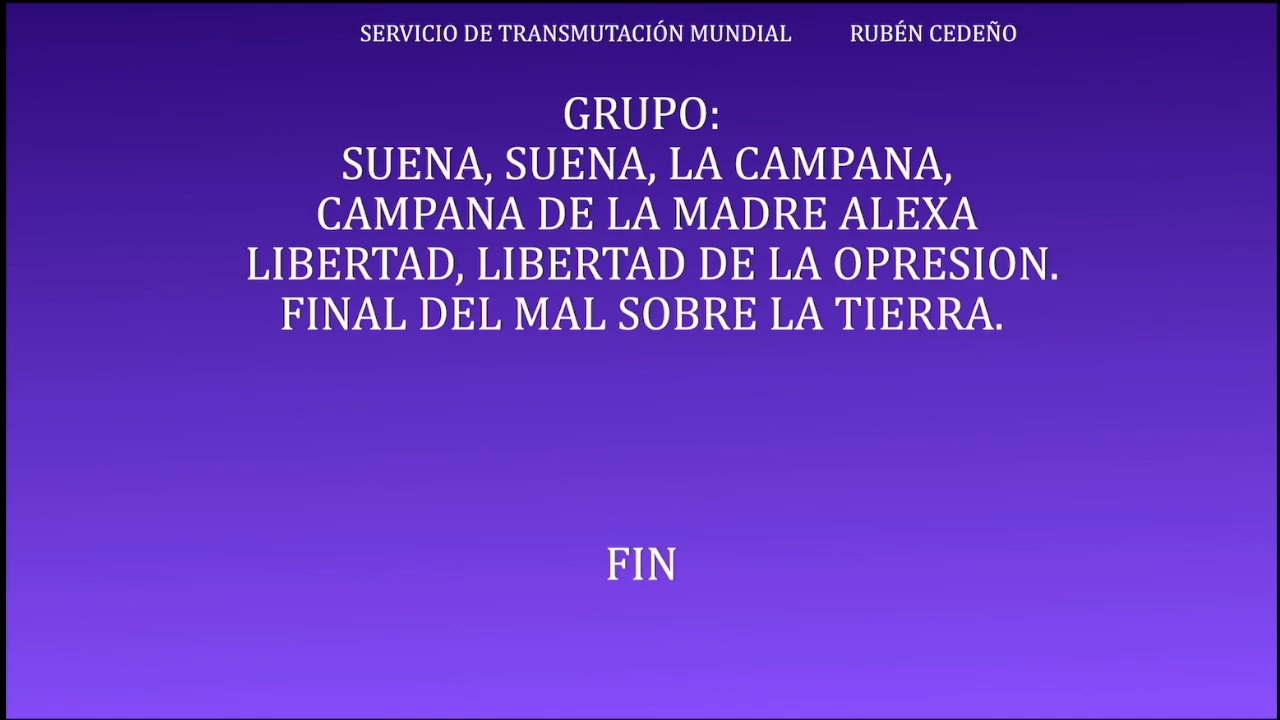 SERVICIO DE TRANSMUTACIÓN MUNDIAL RUBÉN CEDEÑO
GRUPO:
SUENA, SUENA, LA CAMPANA,
CAMPANA DE LA MADRE ALEXA
LIBERTAD, LIBERTAD DE LA OPRESION.
FINAL DEL MAL SOBRE LA TIERRA.
FIN